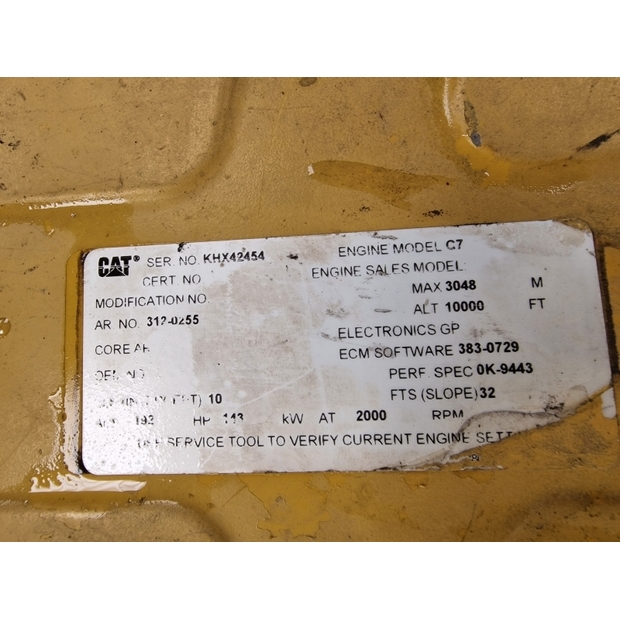 CAT® SER. NO. KHX42454 ENGINE MODEL C7
CERT. NO ENGINE SALES MODEL:
MODIFICATION NO. MAX 3048 M
AR NO. 312-0255 ALT 10000 FT
ELECTRONICS GP
CORE AR ECM SOFTWARE 383-0729
PERF. SPEC 0K-9443
10 FTS (SLOPE) 32
193 HP 143 kW AT 2000 RPM
SERVICE TOOL TO VERIFY CURRENT ENGINE